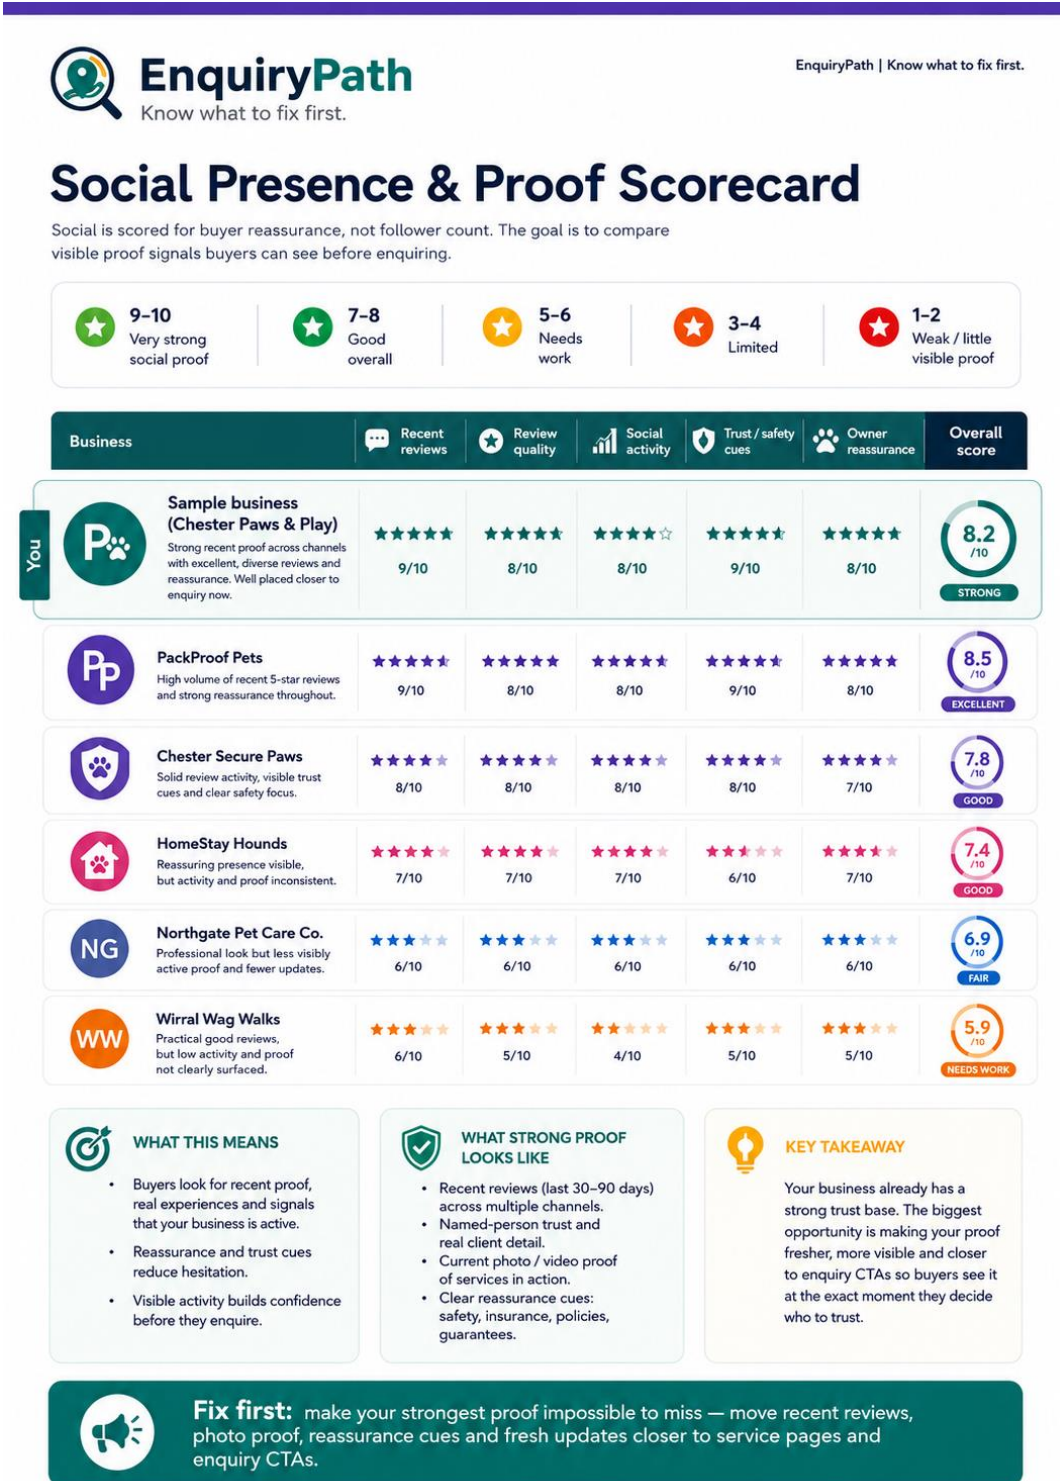 EnquiryPath
Know what to fix first.
EnquiryPath | Know what to fix first.
Social Presence & Proof Scorecard
Social is scored for buyer reassurance, not follower count. The goal is to compare
visible proof signals buyers can see before enquiring.
9–10
Very strong
social proof
7–8
Good
overall
5–6
Needs
work
3–4
Limited
1–2
Weak / little
visible proof
Business
Recent
reviews
Review
quality
Social
activity
Trust / safety
cues
Owner
reassurance
Overall
score
You
P
Sample business
(Chester Paws & Play)
Strong recent proof across channels
with excellent, diverse reviews and
reassurance. Well placed closer to
enquiry now.
9/10
8/10
8/10
9/10
8/10
8.2
/10
STRONG
Pp
PackProof Pets
High volume of recent 5-star reviews
and strong reassurance throughout.
9/10
8/10
8/10
9/10
8/10
8.5
/10
EXCELLENT
Chester Secure Paws
Solid review activity, visible trust
cues and clear safety focus.
8/10
8/10
8/10
8/10
7/10
7.8
/10
GOOD
HomeStay Hounds
Reassuring presence visible,
but activity and proof inconsistent.
7/10
7/10
7/10
6/10
7/10
7.4
/10
GOOD
NG
Northgate Pet Care Co.
Professional look but less visibly
active proof and fewer updates.
6/10
6/10
6/10
6/10
6/10
6.9
/10
FAIR
WW
Wirral Wag Walks
Practical good reviews,
but low activity and proof
not clearly surfaced.
6/10
5/10
4/10
5/10
5/10
5.9
/10
NEEDS WORK
WHAT THIS MEANS
• Buyers look for recent proof,
real experiences and signals
that your business is active.
• Reassurance and trust cues
reduce hesitation.
• Visible activity builds confidence
before they enquire.
WHAT STRONG PROOF
LOOKS LIKE
• Recent reviews (last 30–90 days)
across multiple channels.
• Named-person trust and
real client detail.
• Current photo / video proof
of services in action.
• Clear reassurance cues:
safety, insurance, policies,
guarantees.
KEY TAKEAWAY
Your business already has a
strong trust base. The biggest
opportunity is making your proof
fresher, more visible and closer
to enquiry CTAs so buyers see it
at the exact moment they decide
who to trust.
Fix first: make your strongest proof impossible to miss — move recent reviews,
photo proof, reassurance cues and fresh updates closer to service pages and
enquiry CTAs.